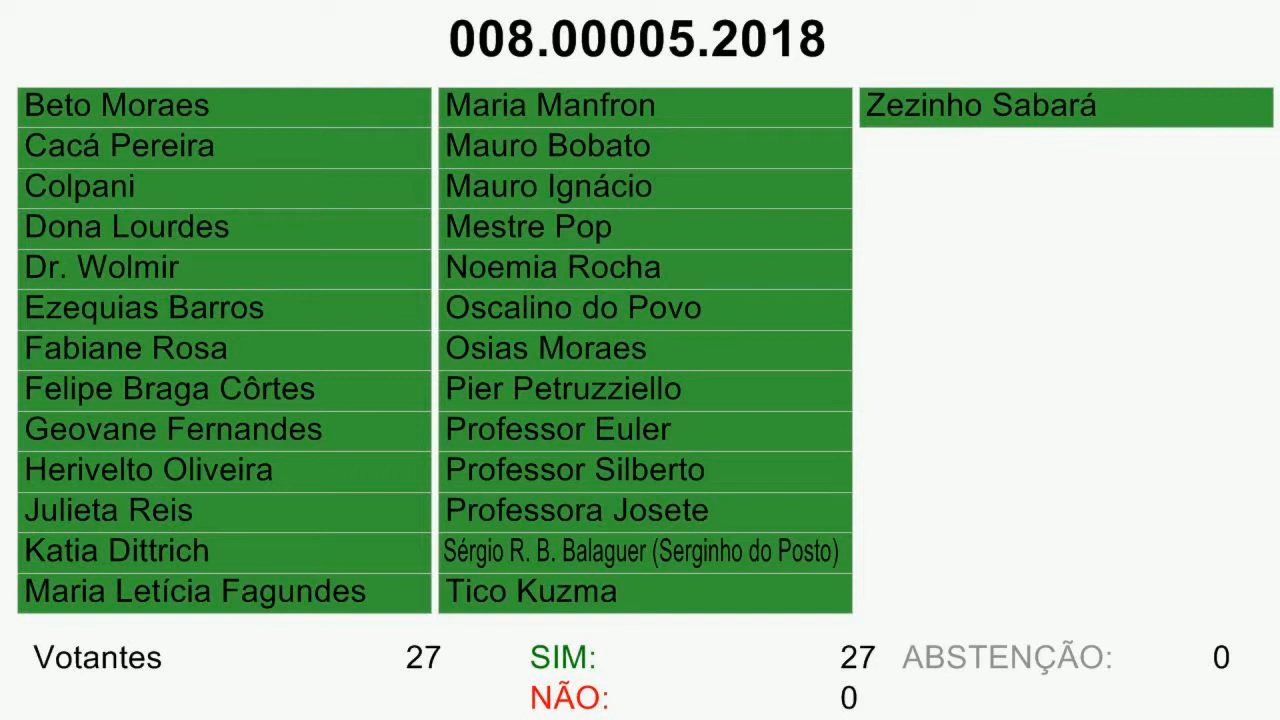 008.00005.2018
Beto Moraes
Cacá Pereira
Colpani
Dona Lourdes
Dr. Wolmir
Ezequias Barros
Fabiane Rosa
Felipe Braga Côrtes
Geovane Fernandes
Herivelto Oliveira
Julieta Reis
Katia Dittrich
Maria Letícia Fagundes
Maria Manfron
Mauro Bobato
Mauro Ignácio
Mestre Pop
Noemia Rocha
Oscalino do Povo
Osias Moraes
Pier Petruzziello
Professor Euler
Professor Silberto
Professora Josete
Sérgio R. B. Balaguer (Serginho do Posto)
Tico Kuzma
Zezinho Sabará
Votantes 27 SIM: 27 ABSTENÇÃO: 0
NÃO: 0